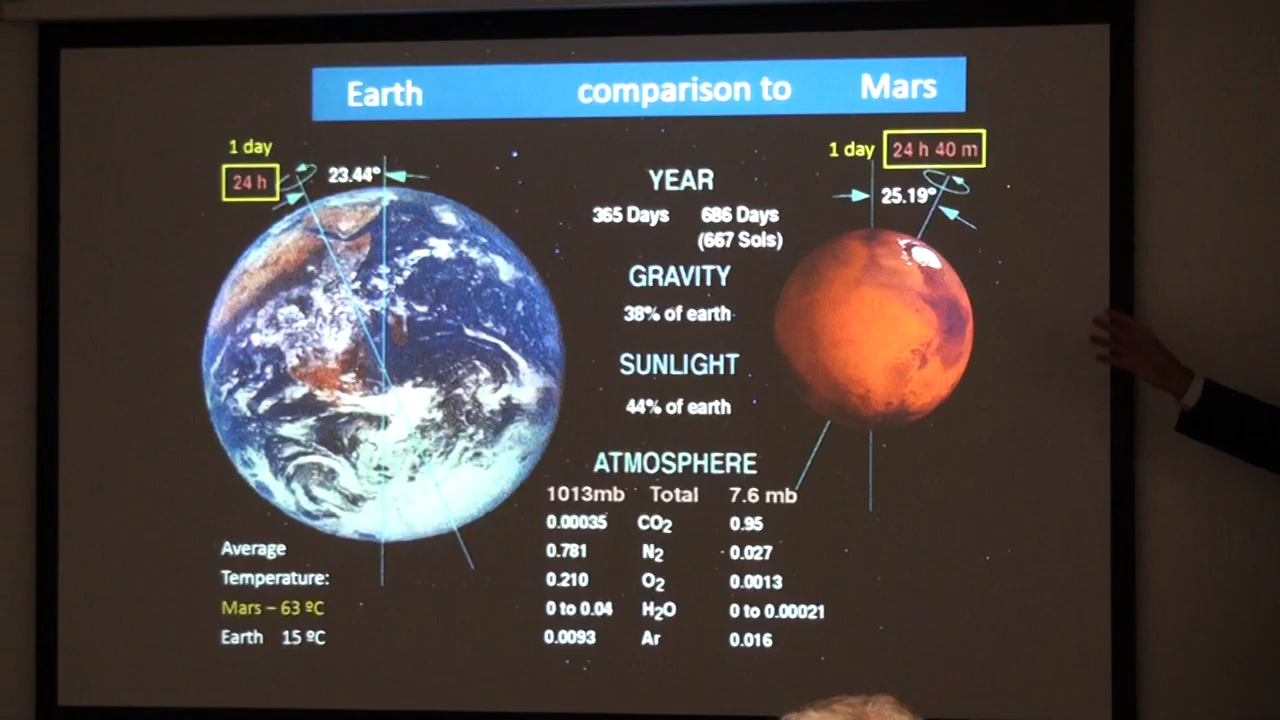 Earth comparison to Mars
1 day
24 h
23.44°
1 day 24 h 40 m
25.19°
YEAR
365 Days 686 Days
(667 Sols)
GRAVITY
38% of earth
SUNLIGHT
44% of earth
ATMOSPHERE
1013mb Total 7.6 mb
0.00035 CO2 0.95
0.781 N2 0.027
0.210 O2 0.0013
0 to 0.04 H2O 0 to 0.00021
0.0093 Ar 0.016
Average
Temperature:
Mars – 63 ºC
Earth 15 ºC